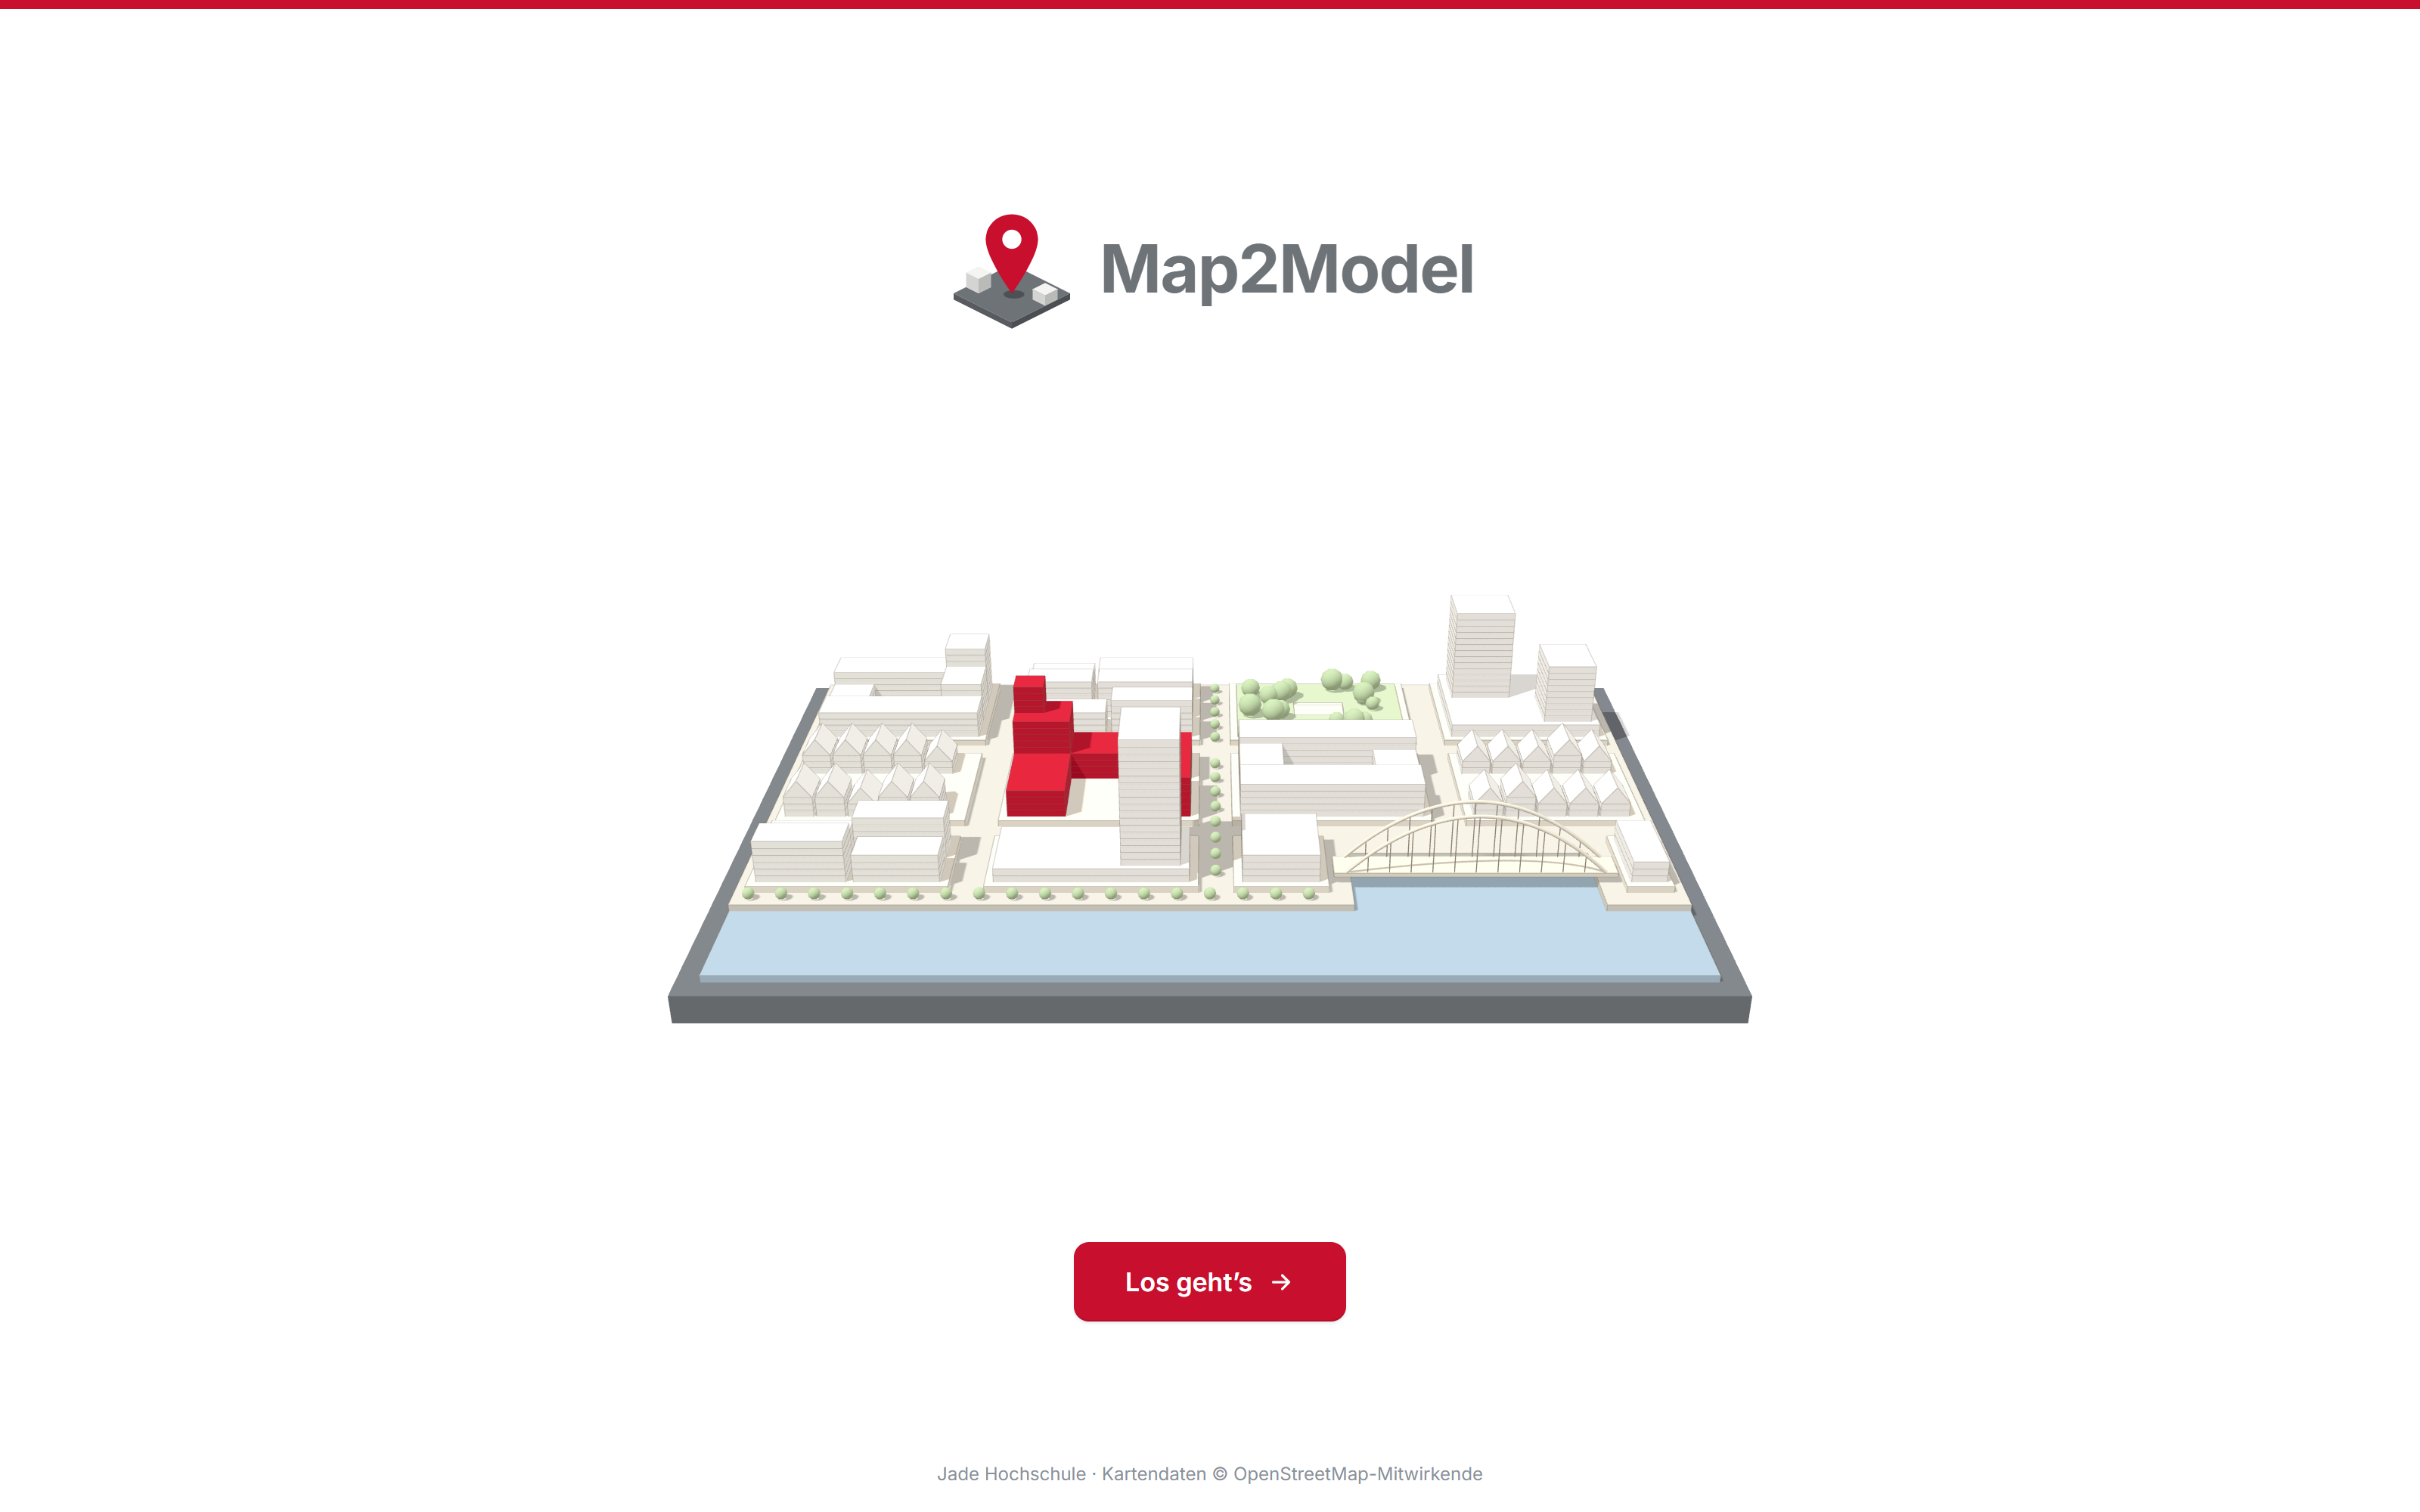 Map2Model
Los geht’s →
Jade Hochschule · Kartendaten © OpenStreetMap-Mitwirkende